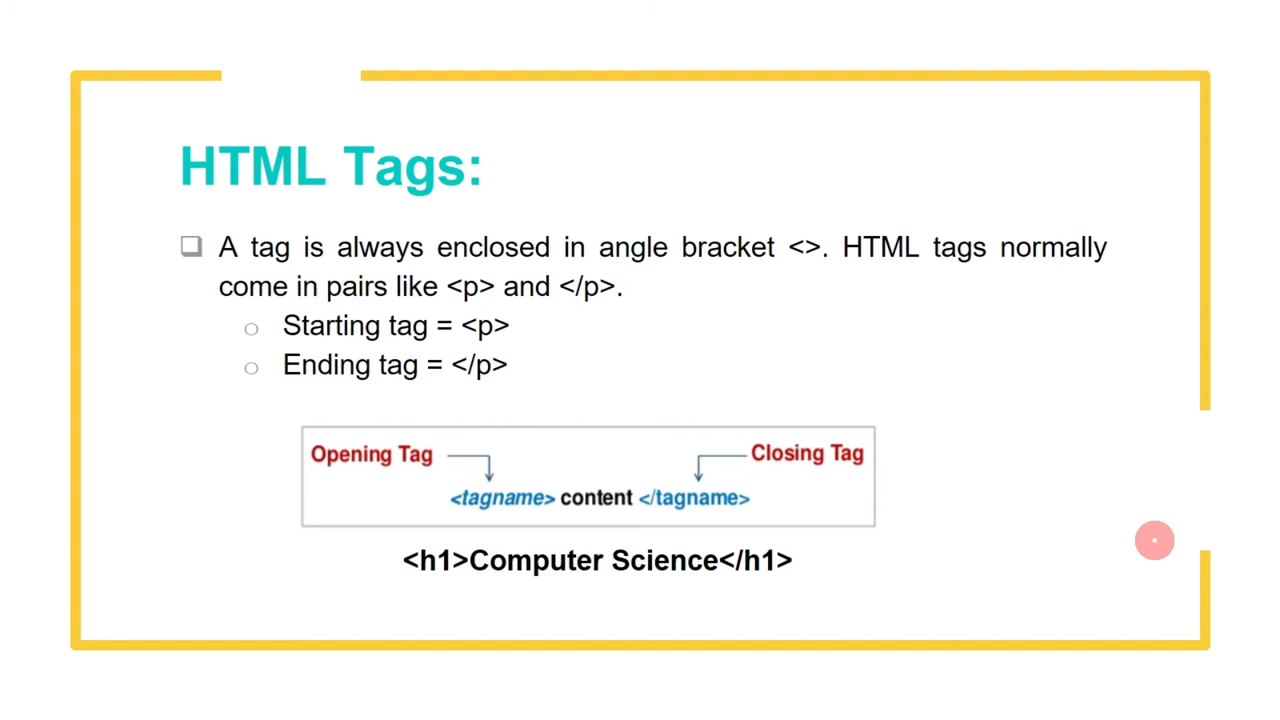 HTML Tags:
A tag is always enclosed in angle bracket <>. HTML tags normally
come in pairs like <p> and </p>.
Starting tag = <p>
Ending tag = </p>
Opening Tag
Closing Tag
<tagname> content </tagname>
<h1>Computer Science</h1>